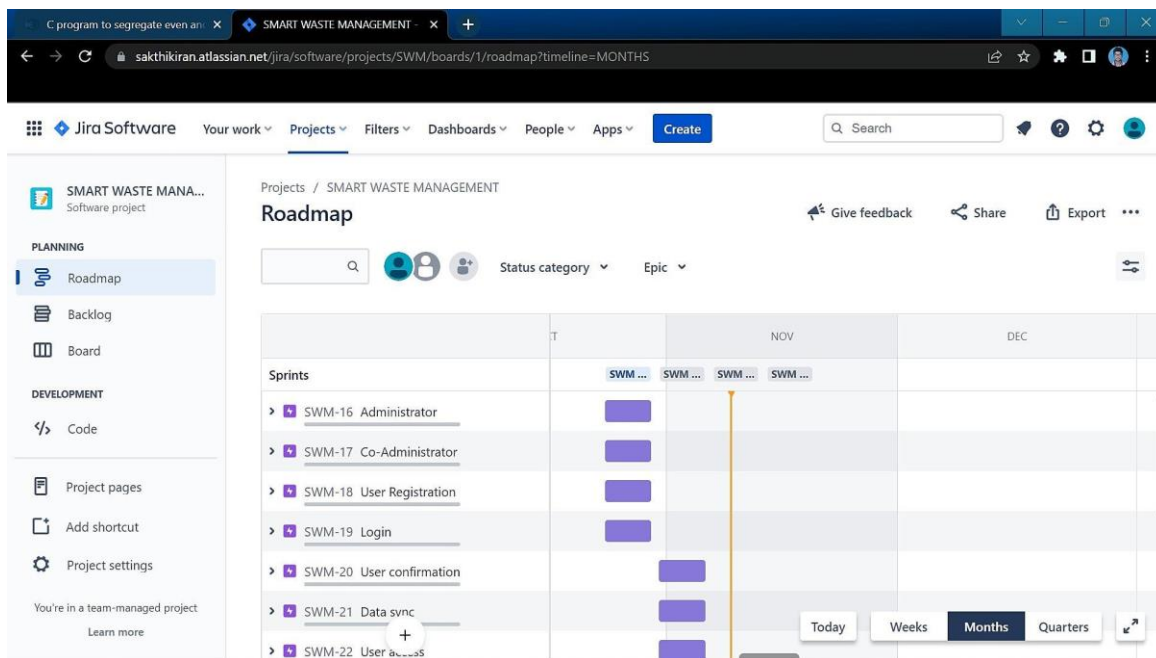 C program to segregate even an
SMART WASTE MANAGEMENT -
sakthikiran.atlassian.net/jira/software/projects/SWM/boards/1/roadmap?timeline=MONTHS
Jira Software Your work Projects Filters Dashboards People Apps Create Search
SMART WASTE MANA...
Software project
PLANNING
Roadmap
Backlog
Board
DEVELOPMENT
Code
Project pages
Add shortcut
Project settings
You're in a team-managed project
Learn more
Projects / SMART WASTE MANAGEMENT
Roadmap
Give feedback Share Export
Status category Epic
T NOV DEC
Sprints SWM ... SWM ... SWM ... SWM ...
SWM-16 Administrator
SWM-17 Co-Administrator
SWM-18 User Registration
SWM-19 Login
SWM-20 User confirmation
SWM-21 Data sync
SWM-22 User access
Today Weeks Months Quarters